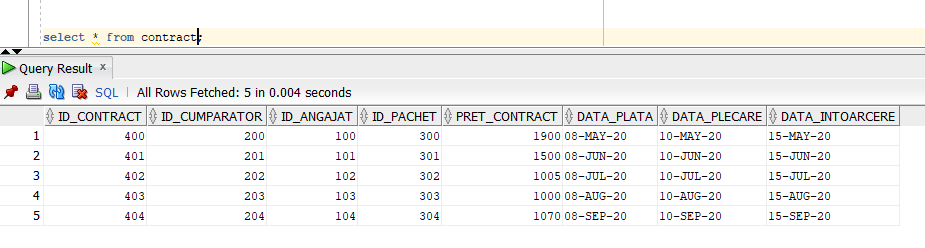 select * from contract;
Query Result x
SQL | All Rows Fetched: 5 in 0.004 seconds
ID_CONTRACT ID_CUMPARATOR ID_ANGAJAT ID_PACHET PRET_CONTRACT DATA_PLATA DATA_PLECARE DATA_INTOARCERE
1 400 200 100 300 1900 08-MAY-20 10-MAY-20 15-MAY-20
2 401 201 101 301 1500 08-JUN-20 10-JUN-20 15-JUN-20
3 402 202 102 302 1005 08-JUL-20 10-JUL-20 15-JUL-20
4 403 203 103 303 1000 08-AUG-20 10-AUG-20 15-AUG-20
5 404 204 104 304 1070 08-SEP-20 10-SEP-20 15-SEP-20